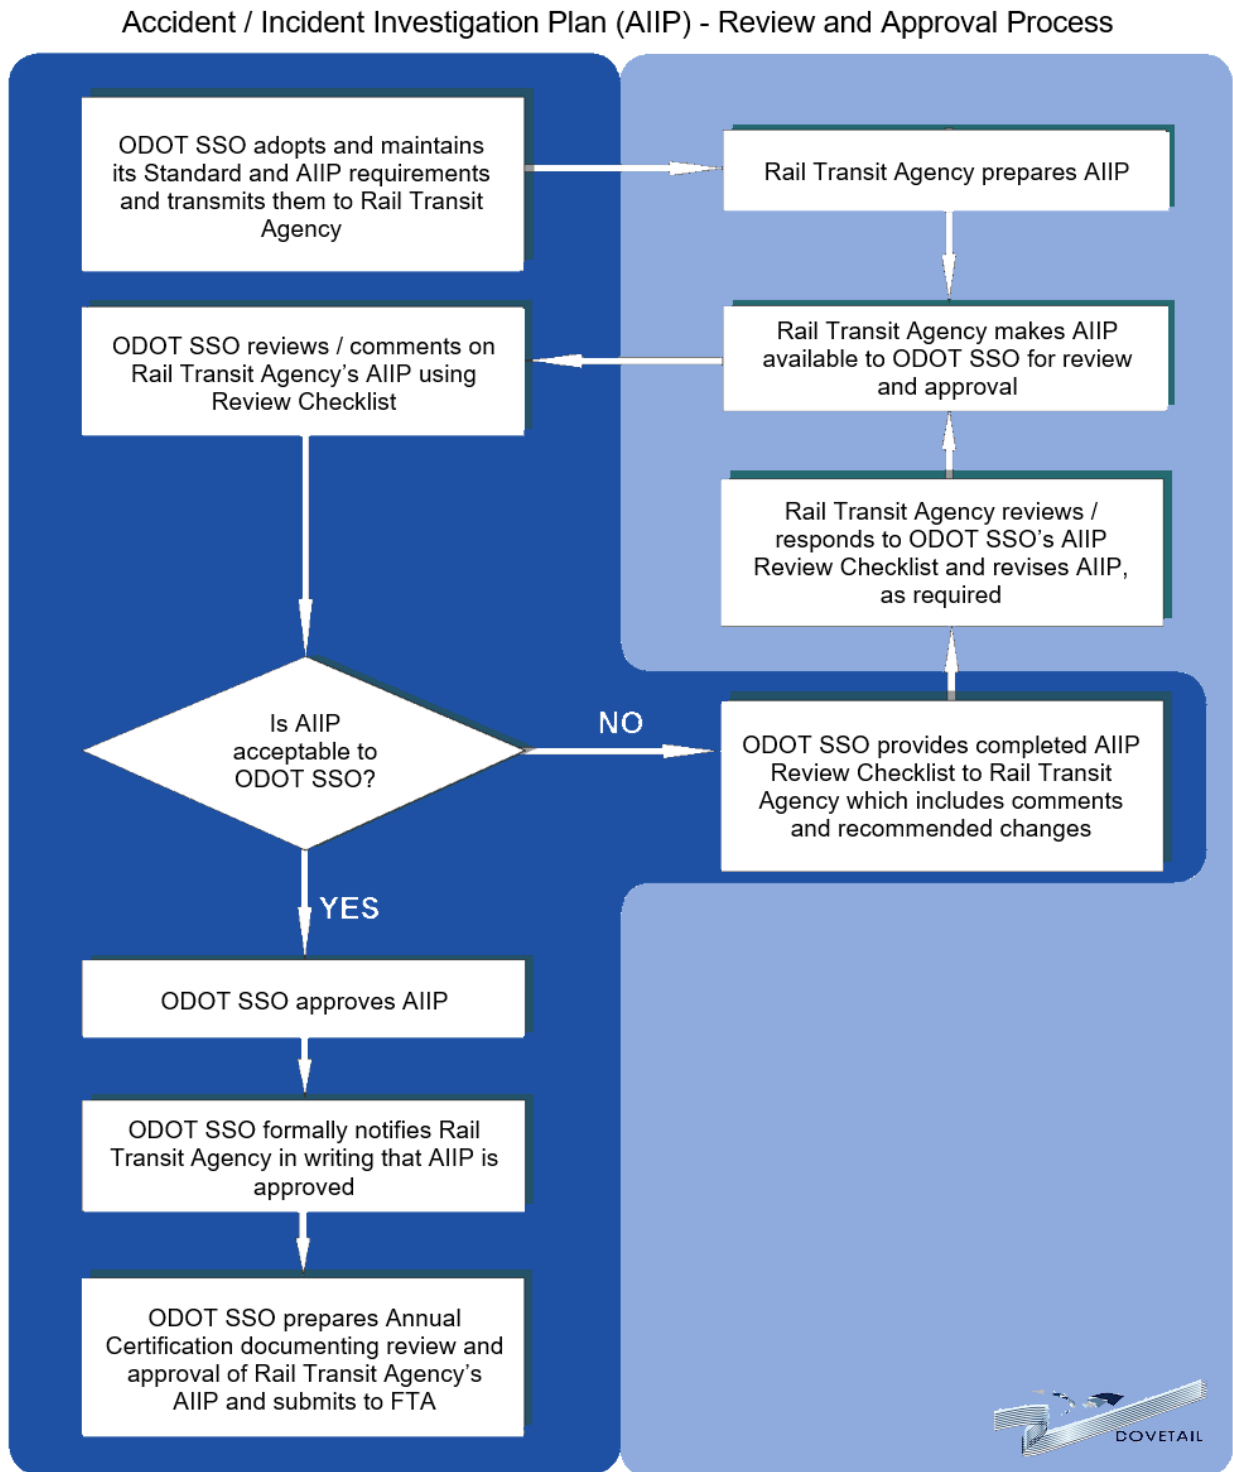 Accident / Incident Investigation Plan (AIIP) - Review and Approval Process
ODOT SSO adopts and maintains
its Standard and AIIP requirements
and transmits them to Rail Transit
Agency
Rail Transit Agency prepares AIIP
Rail Transit Agency makes AIIP
available to ODOT SSO for review
and approval
ODOT SSO reviews / comments on
Rail Transit Agency's AIIP using
Review Checklist
Rail Transit Agency reviews /
responds to ODOT SSO's AIIP
Review Checklist and revises AIIP,
as required
Is AIIP
acceptable to
ODOT SSO?
NO
ODOT SSO provides completed AIIP
Review Checklist to Rail Transit
Agency which includes comments
and recommended changes
YES
ODOT SSO approves AIIP
ODOT SSO formally notifies Rail
Transit Agency in writing that AIIP is
approved
ODOT SSO prepares Annual
Certification documenting review and
approval of Rail Transit Agency's
AIIP and submits to FTA
DOVETAIL